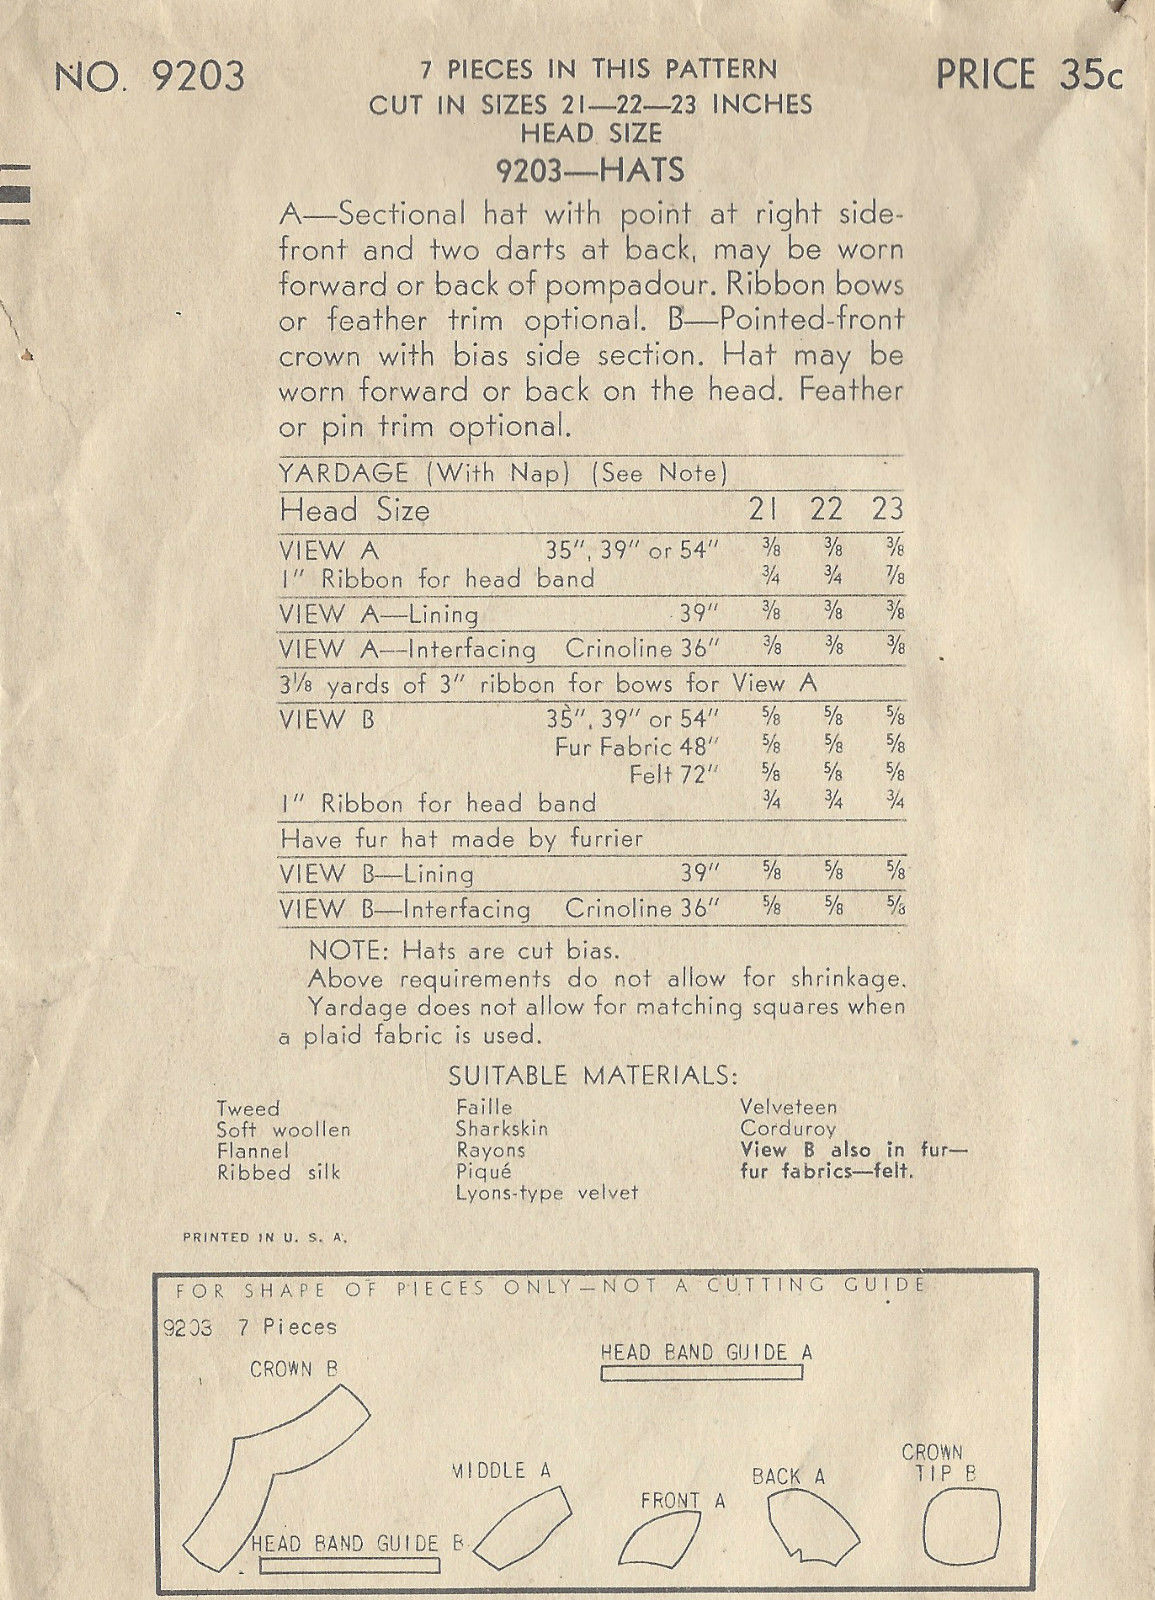 NO. 9203
7 PIECES IN THIS PATTERN
PRICE 35c
CUT IN SIZES 21—22—23 INCHES
HEAD SIZE
9203—HATS
A—Sectional hat with point at right side-
front and two darts at back, may be worn
forward or back of pompadour. Ribbon bows
or feather trim optional. B—Pointed-front
crown with bias side section. Hat may be
worn forward or back on the head. Feather
or pin trim optional.
YARDAGE (With Nap) (See Note)
Head Size 21 22 23
VIEW A 35", 39" or 54" ⅜ ⅜ ⅜
1" Ribbon for head band ¾ ¾ ⅞
VIEW A—Lining 39" ⅜ ⅜ ⅜
VIEW A—Interfacing Crinoline 36" ⅜ ⅜ ⅜
3⅛ yards of 3" ribbon for bows for View A
VIEW B 35", 39" or 54" ⅝ ⅝ ⅝
Fur Fabric 48" ⅝ ⅝ ⅝
Felt 72" ⅝ ⅝ ⅝
1" Ribbon for head band ¾ ¾ ¾
Have fur hat made by furrier
VIEW B—Lining 39" ⅝ ⅝ ⅝
VIEW B—Interfacing Crinoline 36" ⅝ ⅝ ⅝
NOTE: Hats are cut bias.
Above requirements do not allow for shrinkage.
Yardage does not allow for matching squares when
a plaid fabric is used.
SUITABLE MATERIALS:
Tweed
Soft woollen
Flannel
Ribbed silk
Faille
Sharkskin
Rayons
Piqué
Lyons-type velvet
Velveteen
Corduroy
View B also in fur—
fur fabrics—felt.
PRINTED IN U. S. A.
FOR SHAPE OF PIECES ONLY—NOT A CUTTING GUIDE
9203 7 Pieces
HEAD BAND GUIDE A
CROWN B
MIDDLE A
FRONT A
BACK A
CROWN
TIP B
HEAD BAND GUIDE B